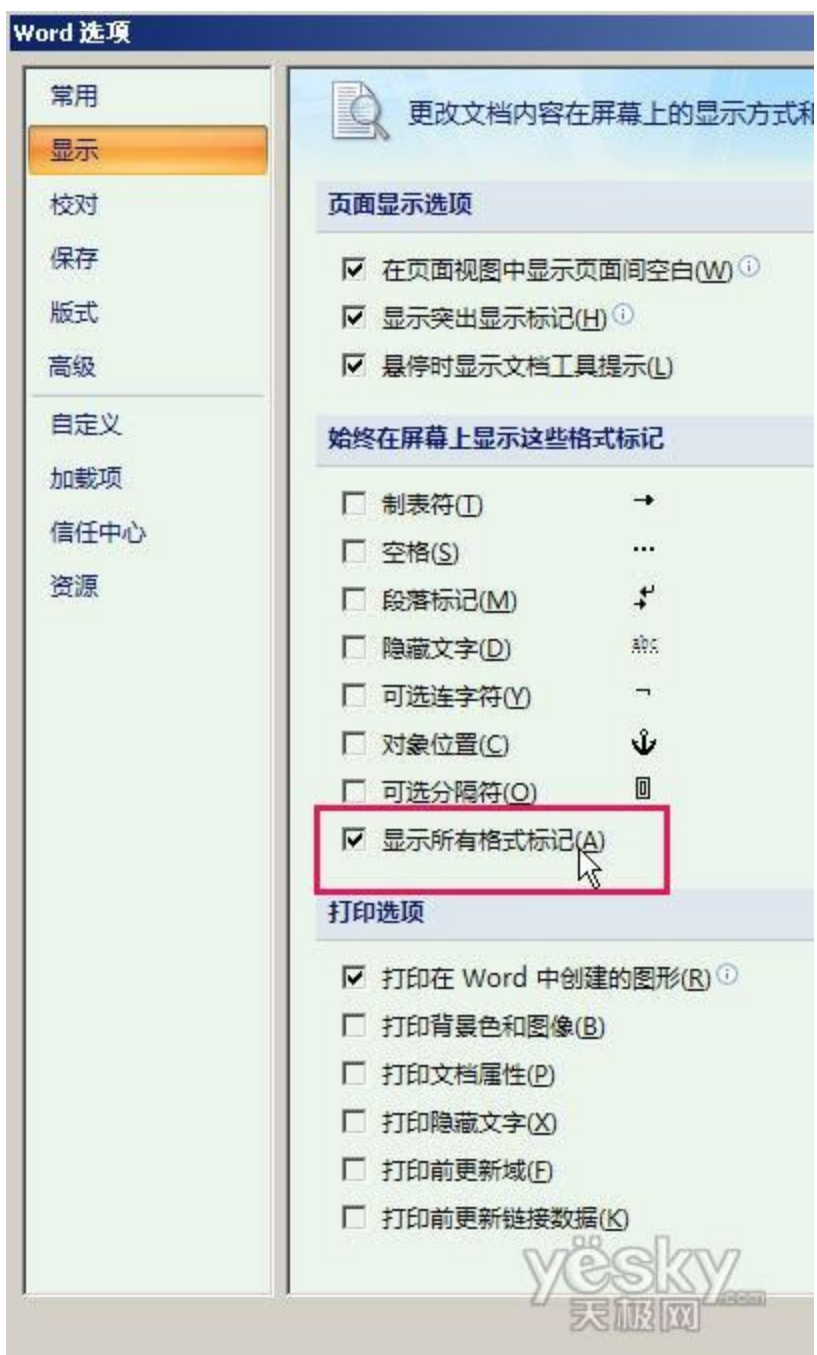 Word 选项
常用
显示
校对
保存
版式
高级
自定义
加载项
信任中心
资源
更改文档内容在屏幕上的显示方式和
页面显示选项
在页面视图中显示页面间空白(W)
显示突出显示标记(H)
悬停时显示文档工具提示(L)
始终在屏幕上显示这些格式标记
制表符(T)
空格(S)
段落标记(M)
隐藏文字(D) abc
可选连字符(Y)
对象位置(C)
可选分隔符(O)
显示所有格式标记(A)
打印选项
打印在 Word 中创建的图形(R)
打印背景色和图像(B)
打印文档属性(P)
打印隐藏文字(X)
打印前更新域(F)
打印前更新链接数据(K)
yësky.com
天极网